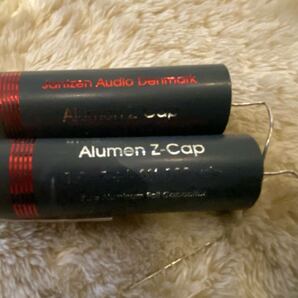 Jantzen Audio Denmark
Alumen Z-Cap
Alumen Z-Cap
Pure Aluminum Foil Capacitor